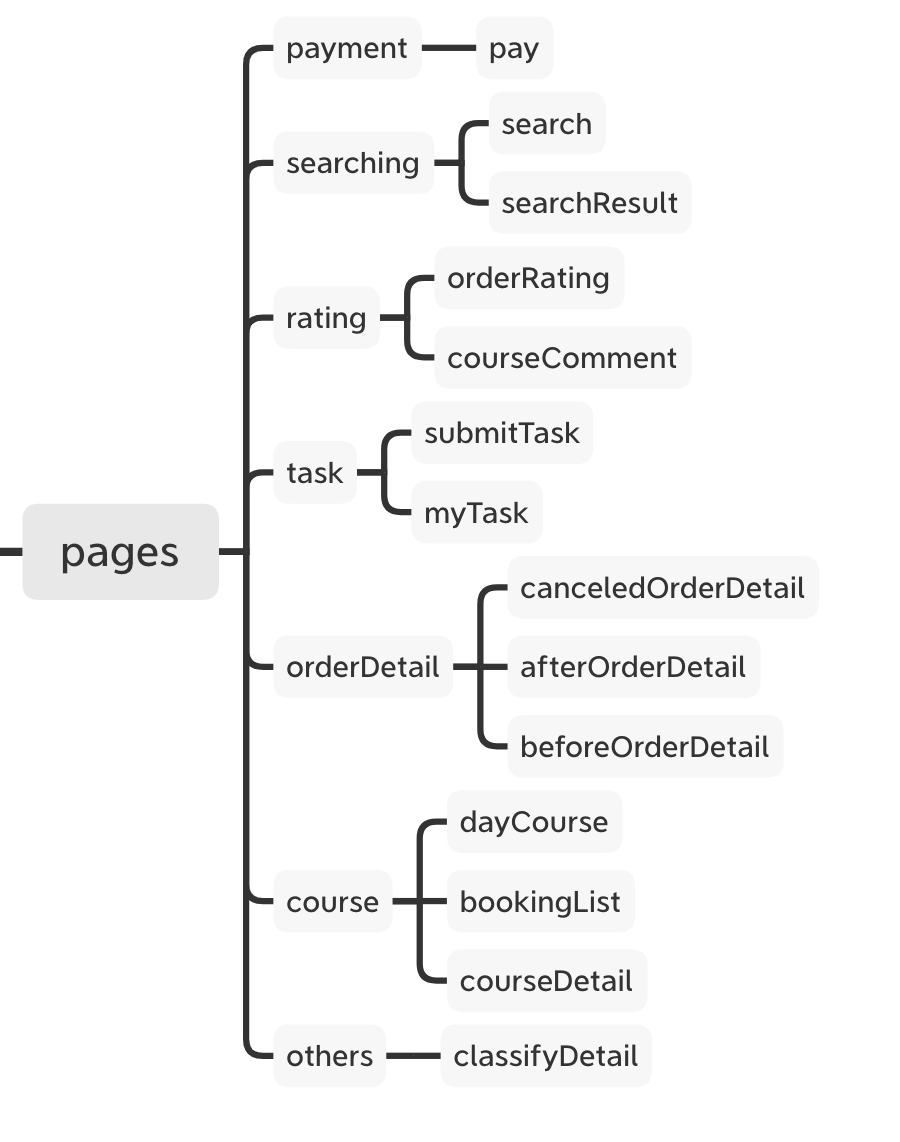 payment
pay
searching
search
searchResult
rating
orderRating
courseComment
task
submitTask
myTask
pages
orderDetail
canceledOrderDetail
afterOrderDetail
beforeOrderDetail
course
dayCourse
bookingList
courseDetail
others
classifyDetail